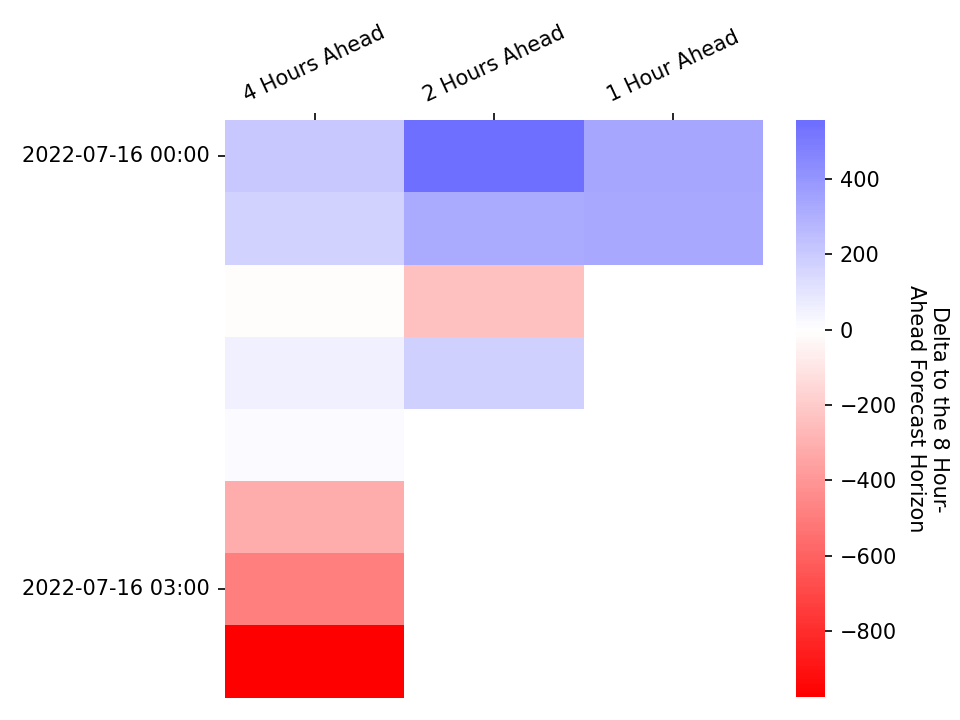 4 Hours Ahead
2 Hours Ahead
1 Hour Ahead
2022-07-16 00:00
2022-07-16 03:00
400
200
0
−200
−400
−600
−800
Delta to the 8 Hour-
Ahead Forecast Horizon